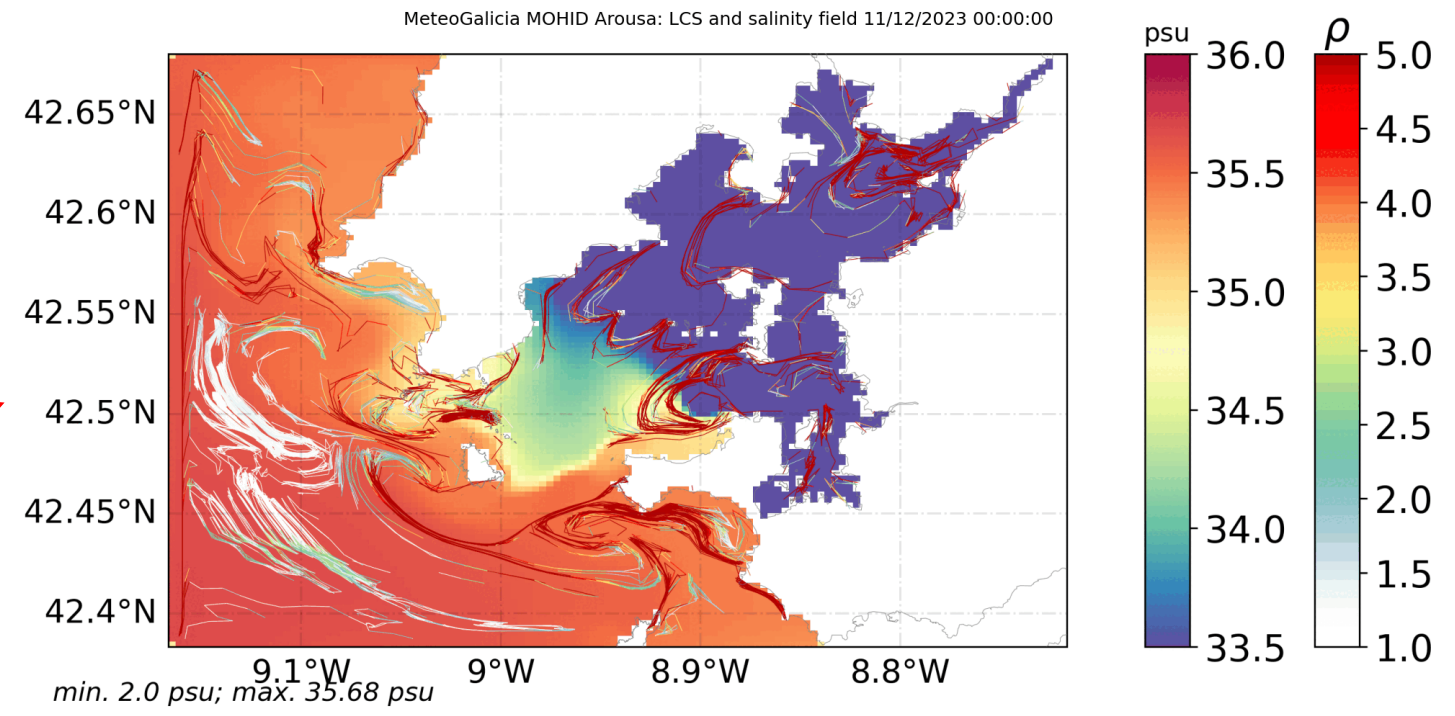 MeteoGalicia MOHID Arousa: LCS and salinity field 11/12/2023 00:00:00
psu
ρ
42.65°N
42.6°N
42.55°N
42.5°N
42.45°N
42.4°N
9.1°W 9°W 8.9°W 8.8°W
36.0
35.5
35.0
34.5
34.0
33.5
5.0
4.5
4.0
3.5
3.0
2.5
2.0
1.5
1.0
min. 2.0 psu; max. 35.68 psu